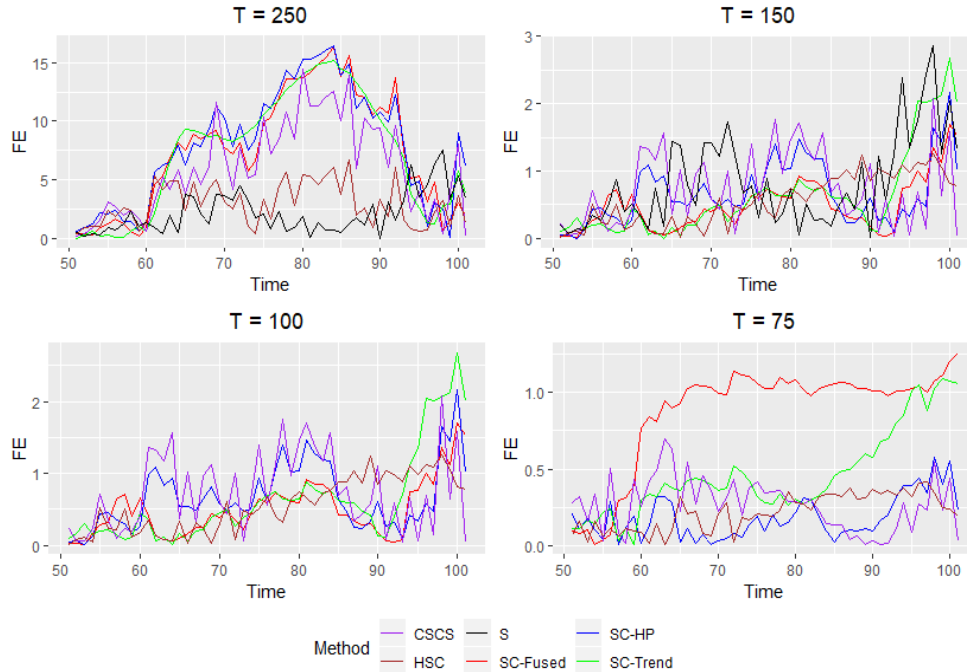 T = 250
15
10
5
0
FE
50 60 70 80 90 100
Time
T = 150
3
2
1
0
FE
50 60 70 80 90 100
Time
T = 100
2
1
0
FE
50 60 70 80 90 100
Time
T = 75
1.0
0.5
0.0
FE
50 60 70 80 90 100
Time
Method
CSCS S SC-HP
HSC SC-Fused SC-Trend